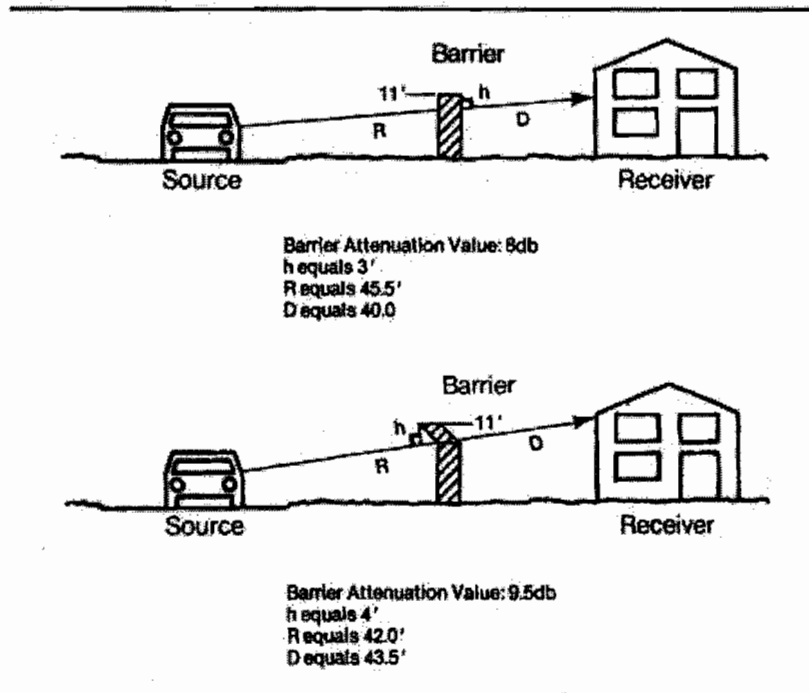 Barrier
11'
h
R
D
Source
Receiver
Barrier Attenuation Value: 8db
h equals 3'
R equals 45.5'
D equals 40.0
Barrier
h
11'
R
D
Source
Receiver
Barrier Attenuation Value: 9.5db
h equals 4'
R equals 42.0'
D equals 43.5'